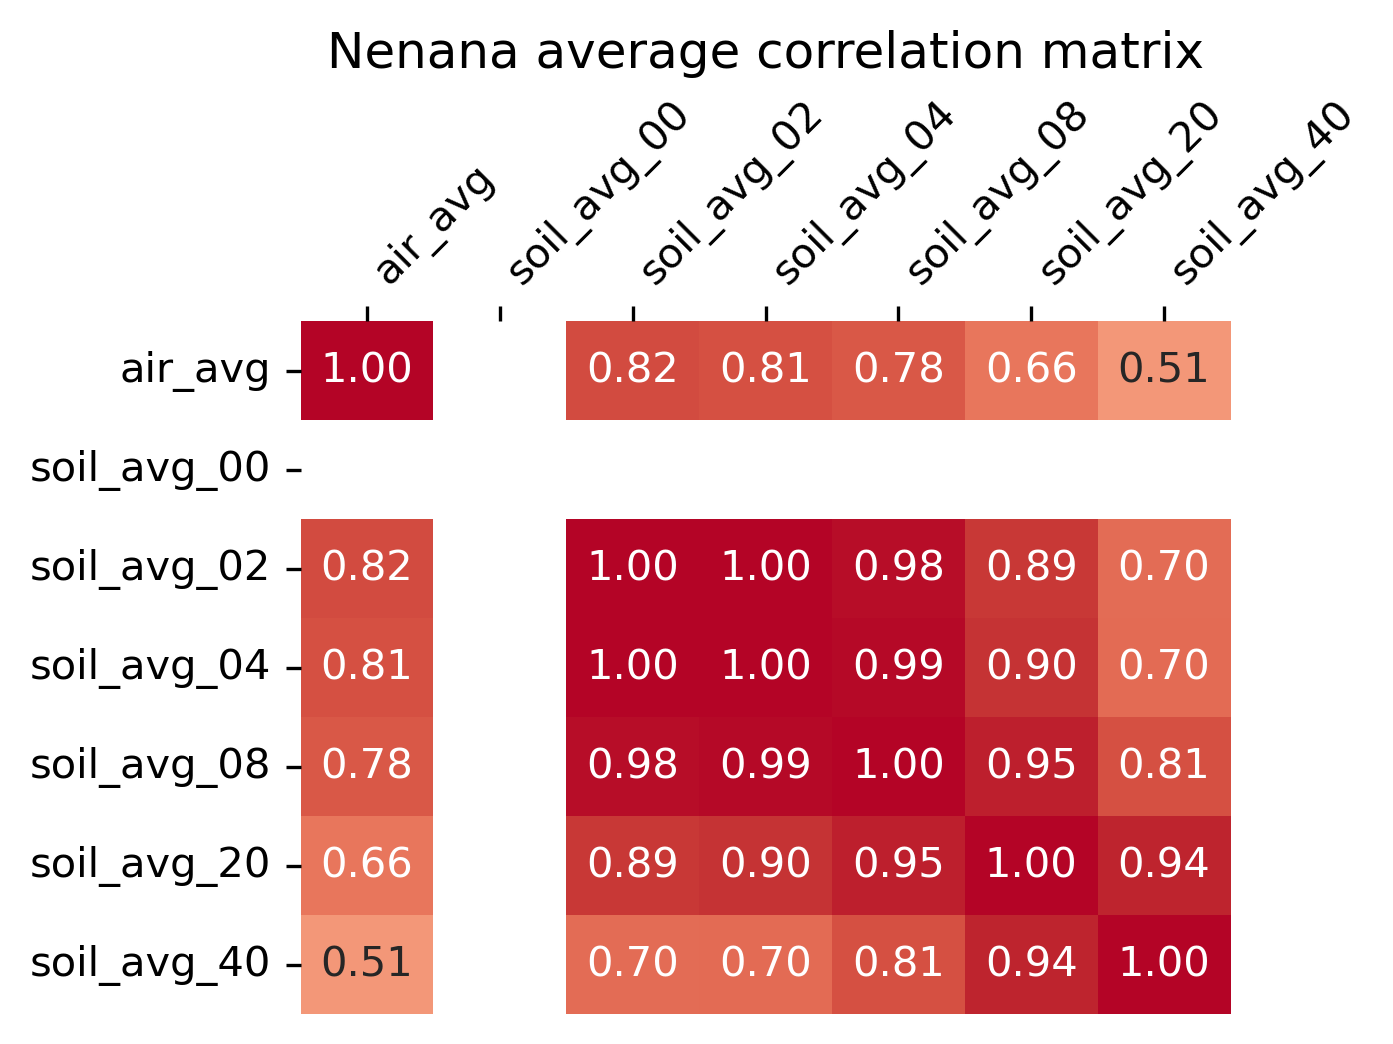 Nenana average correlation matrix
air_avg soil_avg_00 soil_avg_02 soil_avg_04 soil_avg_08 soil_avg_20 soil_avg_40
air_avg 1.00 0.82 0.81 0.78 0.66 0.51
soil_avg_00
soil_avg_02 0.82 1.00 1.00 0.98 0.89 0.70
soil_avg_04 0.81 1.00 1.00 0.99 0.90 0.70
soil_avg_08 0.78 0.98 0.99 1.00 0.95 0.81
soil_avg_20 0.66 0.89 0.90 0.95 1.00 0.94
soil_avg_40 0.51 0.70 0.70 0.81 0.94 1.00